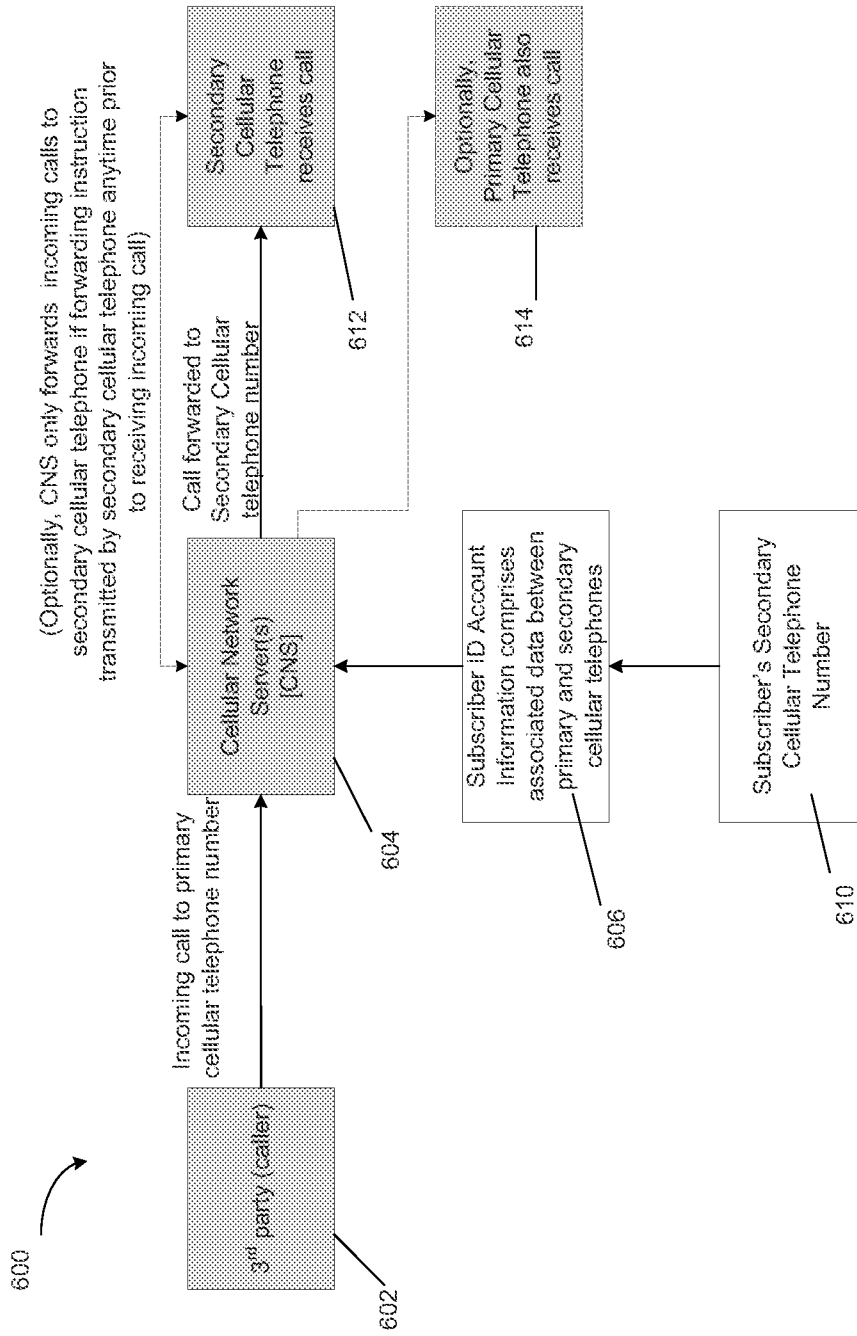 600
(Optionally, CNS only forwards incoming calls to
secondary cellular telephone if forwarding instruction
transmitted by secondary cellular telephone anytime prior
to receiving incoming call)
3rd party (caller)
602
Incoming call to primary
cellular telephone number
Cellular Network
Server(s)
[CNS]
604
Call forwarded to
Secondary Cellular
telephone number
Secondary
Cellular
Telephone
receives call
612
Subscriber ID Account
Information comprises
associated data between
primary and secondary
cellular telephones
606
Optionally,
Primary Cellular
Telephone also
receives call
614
Subscriber's Secondary
Cellular Telephone
Number
610